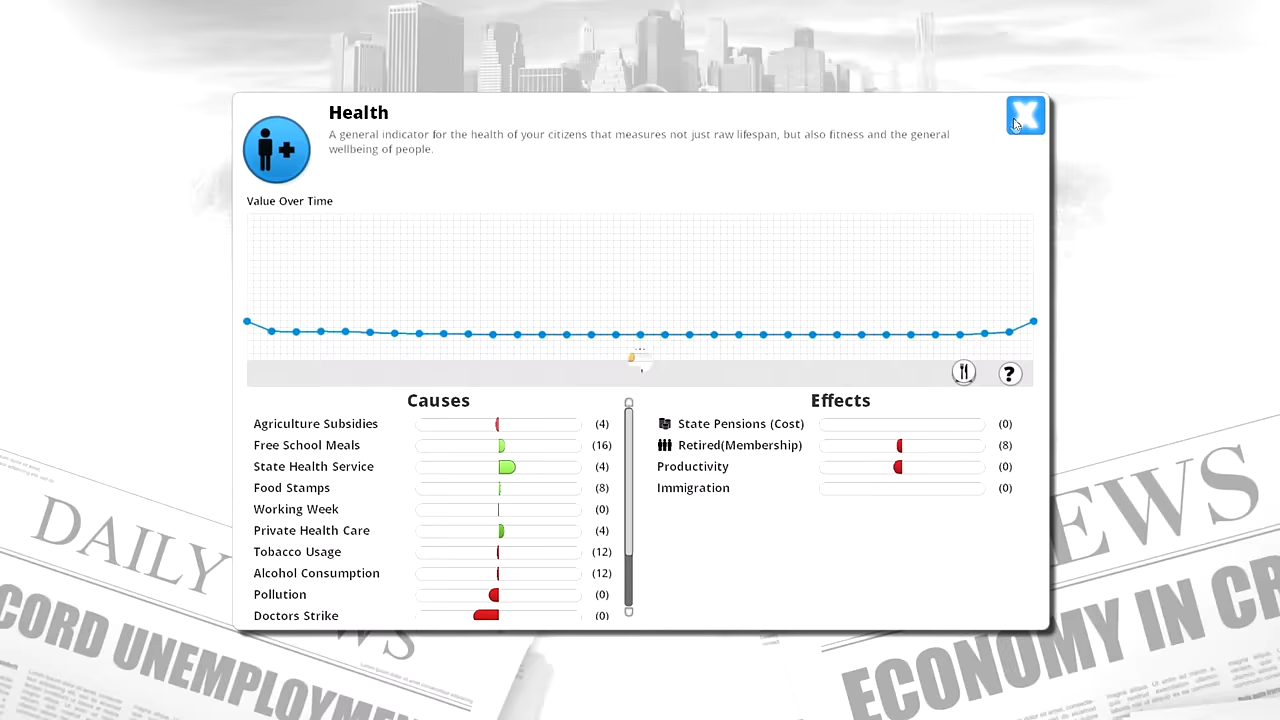 Health
A general indicator for the health of your citizens that measures not just raw lifespan, but also fitness and the general
wellbeing of people.
X
Value Over Time
?
Causes
Effects
Agriculture Subsidies (4)
Free School Meals (16)
State Health Service (4)
Food Stamps (8)
Working Week (0)
Private Health Care (4)
Tobacco Usage (12)
Alcohol Consumption (12)
Pollution (0)
Doctors Strike (0)
State Pensions (Cost) (0)
Retired(Membership) (8)
Productivity (0)
Immigration (0)
DAILY
NEWS
WS
CORD UNEMPLOYM
ECONOMY IN CR